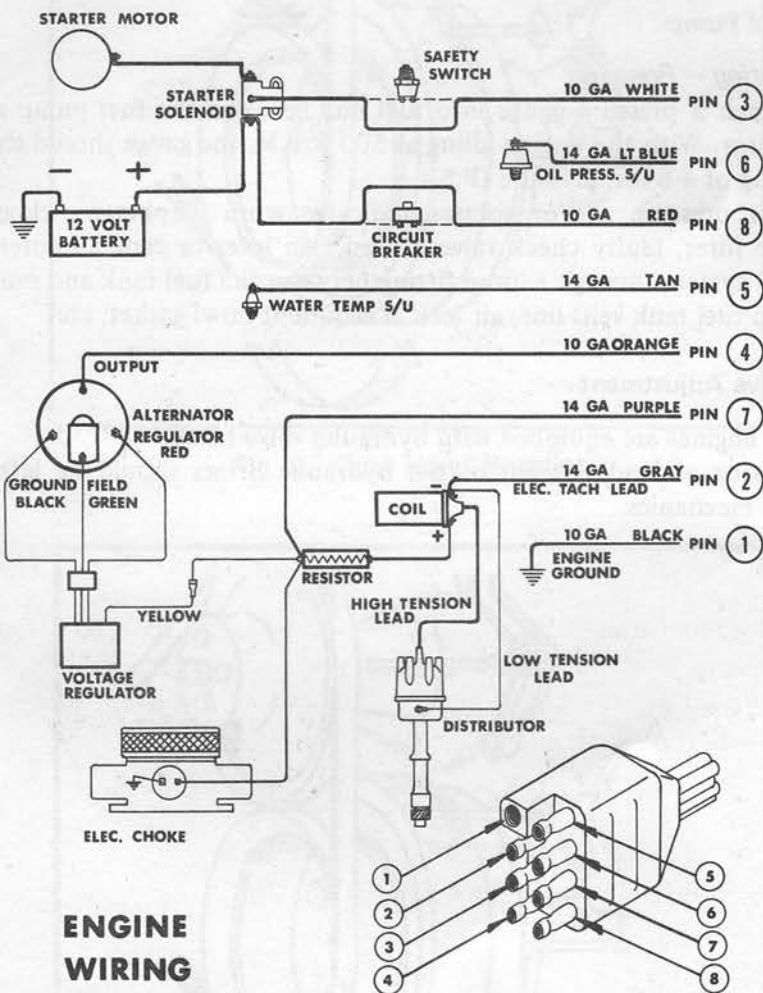 STARTER MOTOR
SAFETY
SWITCH
STARTER
SOLENOID
10 GA WHITE PIN 3
14 GA LT BLUE PIN 6
OIL PRESS. S/U
− +
12 VOLT
BATTERY
10 GA RED PIN 8
CIRCUIT
BREAKER
14 GA TAN PIN 5
WATER TEMP S/U
10 GA ORANGE PIN 4
OUTPUT
14 GA PURPLE PIN 7
ALTERNATOR
REGULATOR
RED
GROUND FIELD
BLACK GREEN
14 GA GRAY PIN 2
ELEC. TACH LEAD
COIL
−
+
10 GA BLACK PIN 1
ENGINE
GROUND
RESISTOR
YELLOW
HIGH TENSION
LEAD
VOLTAGE
REGULATOR
LOW TENSION
LEAD
DISTRIBUTOR
ELEC. CHOKE
1
2
3
4
5
6
7
8
ENGINE
WIRING